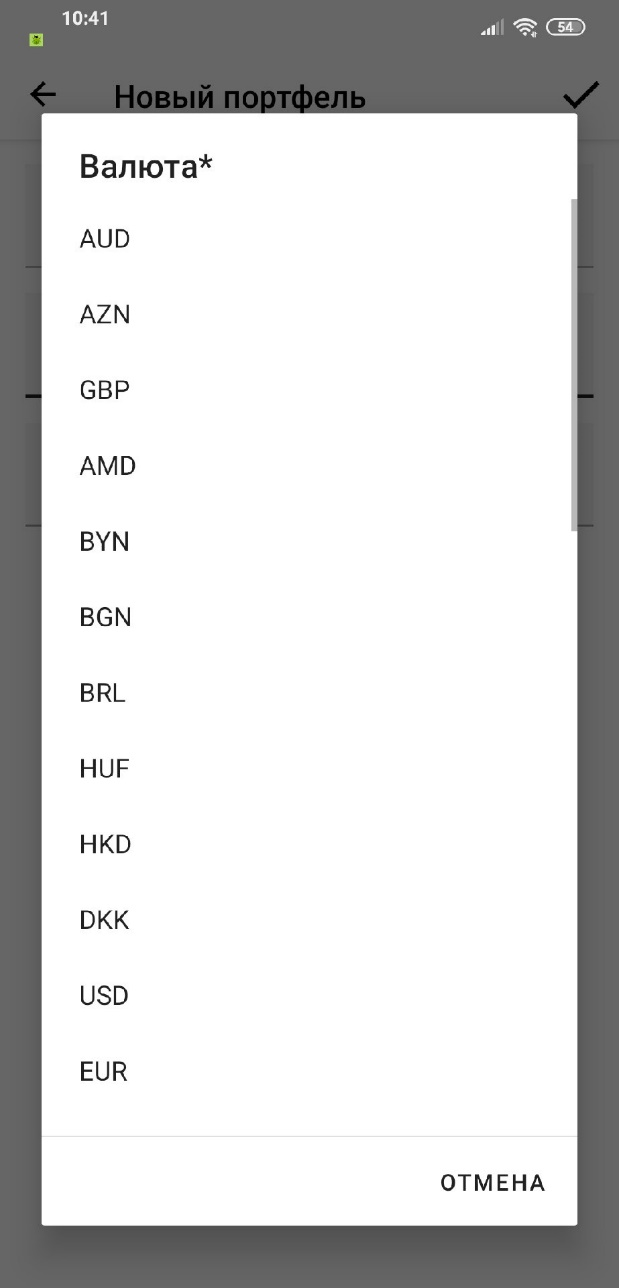 10:41
54
Новый портфель
Валюта*
AUD
AZN
GBP
AMD
BYN
BGN
BRL
HUF
HKD
DKK
USD
EUR
ОТМЕНА